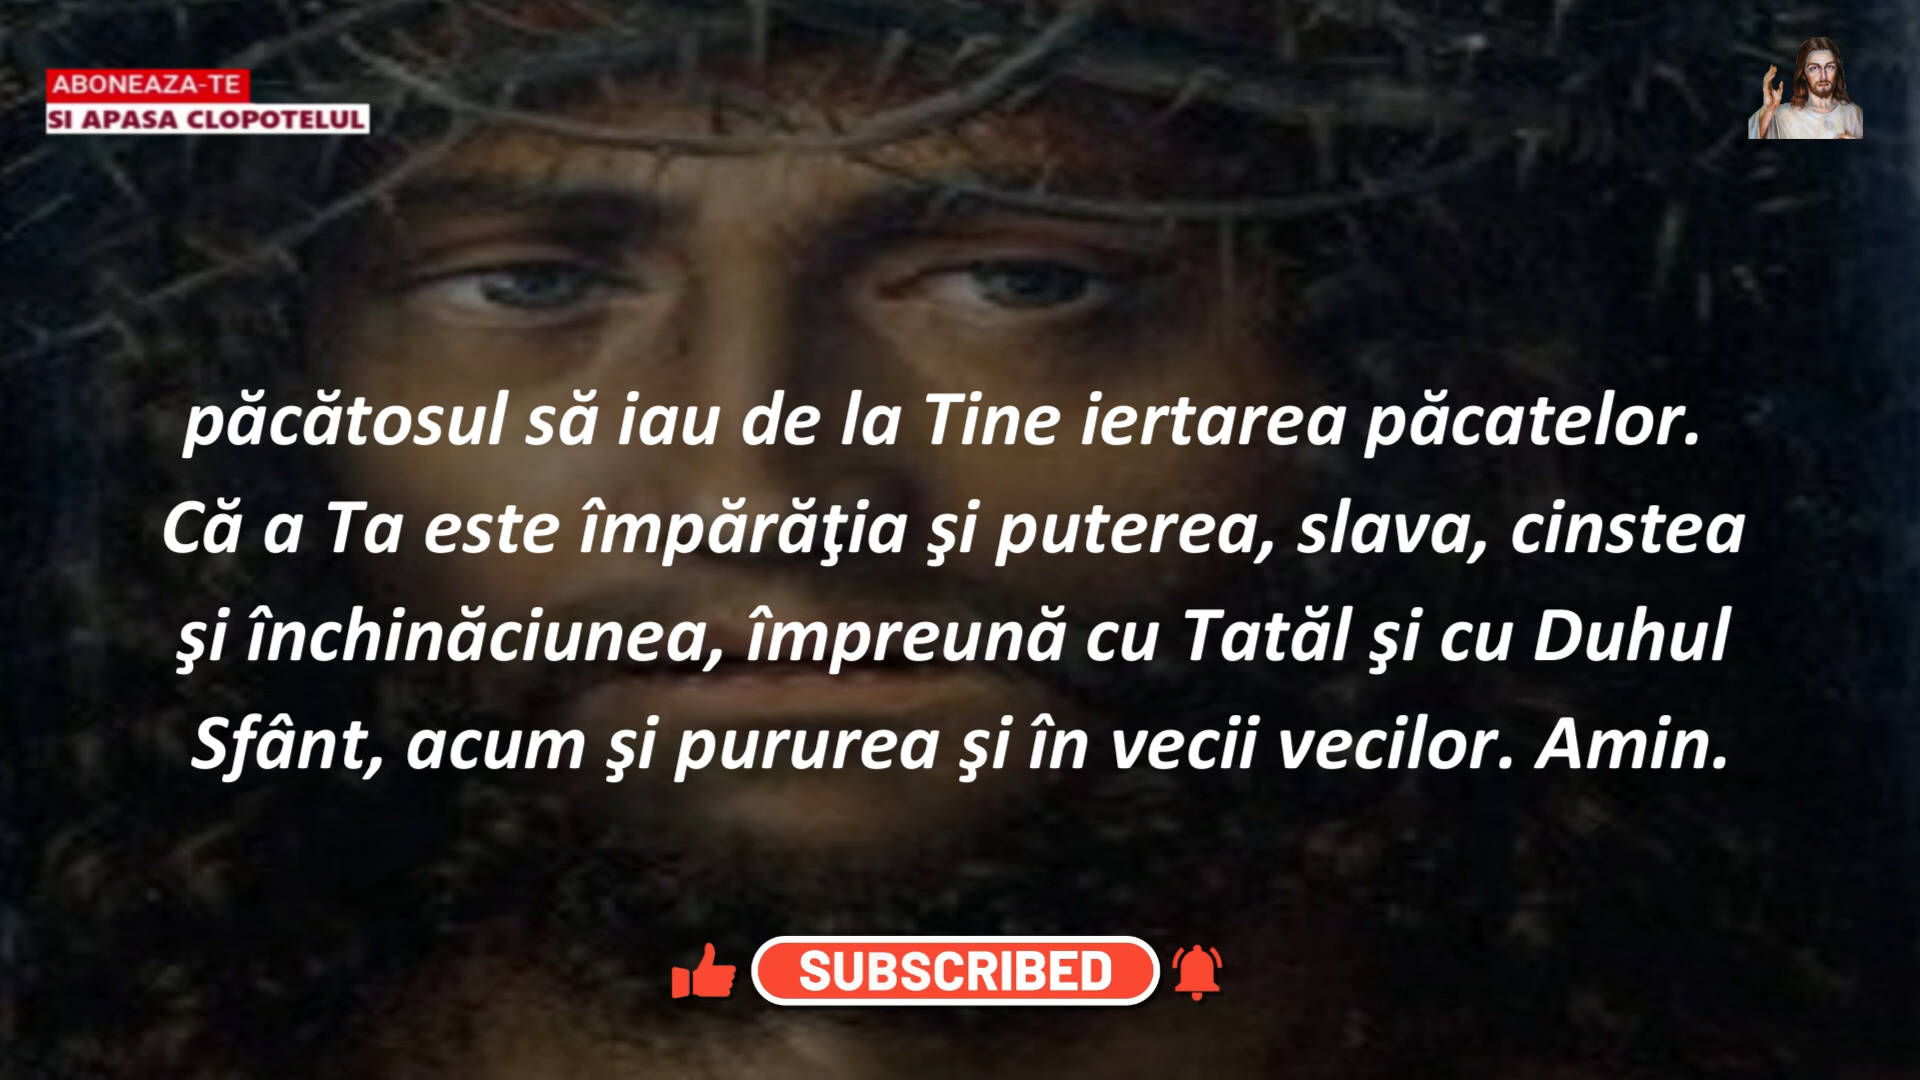 ABONEAZA-TE
SI APASA CLOPOTELUL
păcătosul să iau de la Tine iertarea păcatelor.
Că a Ta este împărăţia şi puterea, slava, cinstea
şi închinăciunea, împreună cu Tatăl şi cu Duhul
Sfânt, acum şi pururea şi în vecii vecilor. Amin.
SUBSCRIBED